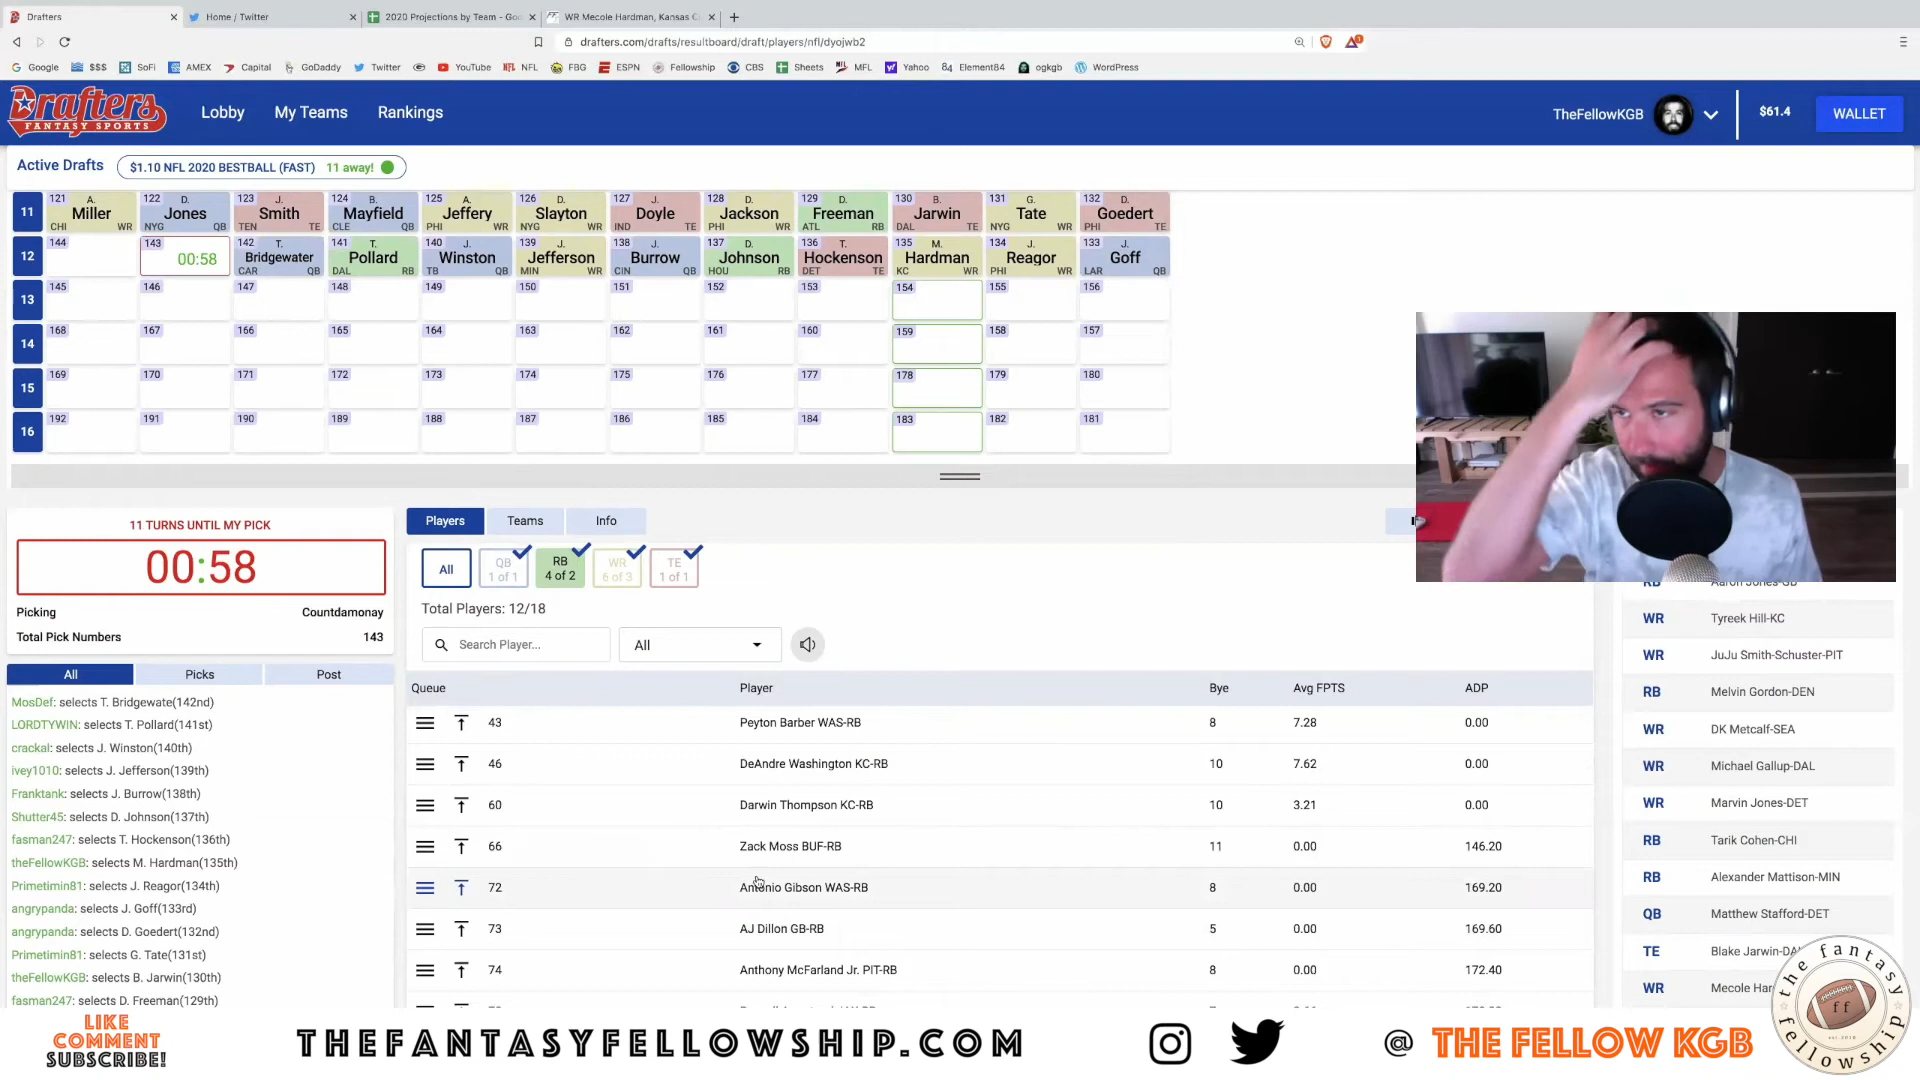 Drafters
Home / Twitter
2020 Projections by Team - Goo
WR Mecole Hardman, Kansas C
drafters.com/drafts/resultboard/draft/players/nfl/dyojwb2
Google $$$ SoFi AMEX Capital GoDaddy Twitter YouTube NFL FBG ESPN Fellowship CBS Sheets MFL Yahoo 84 Element84 ogkgb WordPress
Drafters
FANTASY SPORTS
Lobby My Teams Rankings
TheFellowKGB $61.4 WALLET
Active Drafts $1.10 NFL 2020 BESTBALL (FAST) 11 away!
11
121 A. Miller CHI WR
122 D. Jones NYG QB
123 J. Smith TEN TE
124 B. Mayfield CLE QB
125 A. Jeffery PHI WR
126 D. Slayton NYG WR
127 J. Doyle IND TE
128 D. Jackson PHI WR
129 D. Freeman ATL RB
130 B. Jarwin DAL TE
131 G. Tate NYG WR
132 D. Goedert PHI TE
12
144
143 00:58
142 T. Bridgewater CAR QB
141 T. Pollard DAL RB
140 J. Winston TB QB
139 J. Jefferson MIN WR
138 J. Burrow CIN QB
137 D. Johnson HOU RB
136 T. Hockenson DET TE
135 M. Hardman KC WR
134 J. Reagor PHI WR
133 J. Goff LAR QB
13 145 146 147 148 149 150 151 152 153 154 155 156
14 168 167 166 165 164 163 162 161 160 159 158 157
15 169 170 171 172 173 174 175 176 177 178 179 180
16 192 191 190 189 188 187 186 185 184 183 182 181
11 TURNS UNTIL MY PICK
00:58
Picking Countdamonay
Total Pick Numbers 143
All Picks Post
MosDef: selects T. Bridgewate(142nd)
LORDTYWIN: selects T. Pollard(141st)
crackal: selects J. Winston(140th)
ivey1010: selects J. Jefferson(139th)
Franktank: selects J. Burrow(138th)
Shutter45: selects D. Johnson(137th)
fasman247: selects T. Hockenson(136th)
theFellowKGB: selects M. Hardman(135th)
Primetimin81: selects J. Reagor(134th)
angrypanda: selects J. Goff(133rd)
angrypanda: selects D. Goedert(132nd)
Primetimin81: selects G. Tate(131st)
theFellowKGB: selects B. Jarwin(130th)
fasman247: selects D. Freeman(129th)
Players Teams Info
All
QB 1 of 1
RB 4 of 2
WR 6 of 3
TE 1 of 1
Total Players: 12/18
Search Player... All
Queue Player Bye Avg FPTS ADP
43 Peyton Barber WAS-RB 8 7.28 0.00
46 DeAndre Washington KC-RB 10 7.62 0.00
60 Darwin Thompson KC-RB 10 3.21 0.00
66 Zack Moss BUF-RB 11 0.00 146.20
72 Antonio Gibson WAS-RB 8 0.00 169.20
73 AJ Dillon GB-RB 5 0.00 169.60
74 Anthony McFarland Jr. PIT-RB 8 0.00 172.40
RB Aaron Jones-GB
WR Tyreek Hill-KC
WR JuJu Smith-Schuster-PIT
RB Melvin Gordon-DEN
WR DK Metcalf-SEA
WR Michael Gallup-DAL
WR Marvin Jones-DET
RB Tarik Cohen-CHI
RB Alexander Mattison-MIN
QB Matthew Stafford-DET
TE Blake Jarwin-DA
WR Mecole Har
the fantasy fellowship
ff
LIKE
COMMENT
SUBSCRIBE!
THEFANTASYFELLOWSHIP.COM
@ THE FELLOW KGB